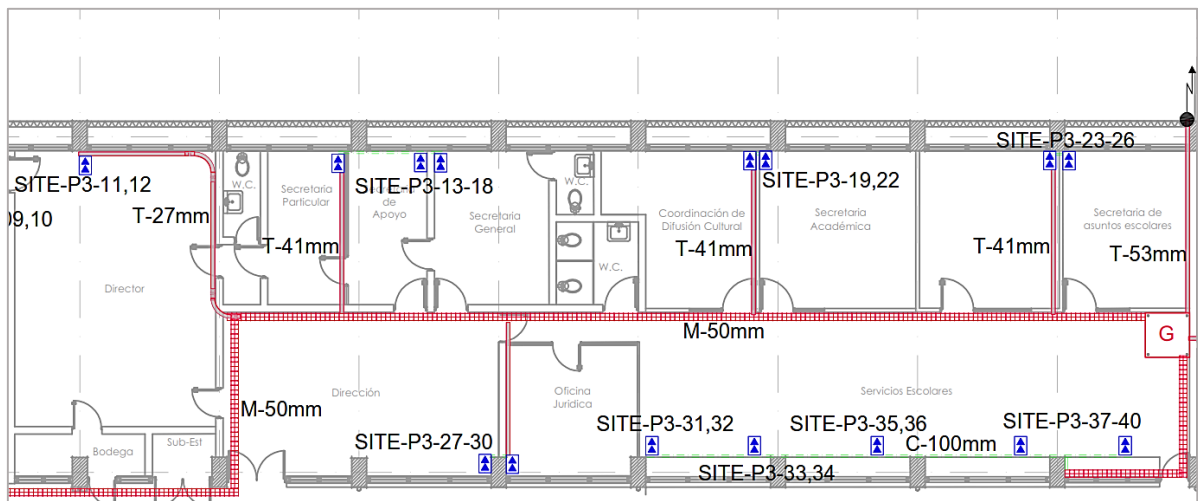 N
SITE-P3-23-26
SITE-P3-11,12
W.C.
Secretaria
Particular
SITE-P3-13-18
de
Apoyo
W.C.
SITE-P3-19,22
09,10
T-27mm
T-41mm
Secretaria
General
Coordinación de
Difusión Cultural
T-41mm
Secretaria
Académica
T-41mm
Secretaria de
asuntos escolares
T-53mm
W.C.
Director
M-50mm
G
Dirección
Oficina
Juridica
Servicios Escolares
M-50mm
SITE-P3-27-30
SITE-P3-31,32
SITE-P3-35,36
SITE-P3-37-40
C-100mm
Bodega
Sub-Est
SITE-P3-33,34